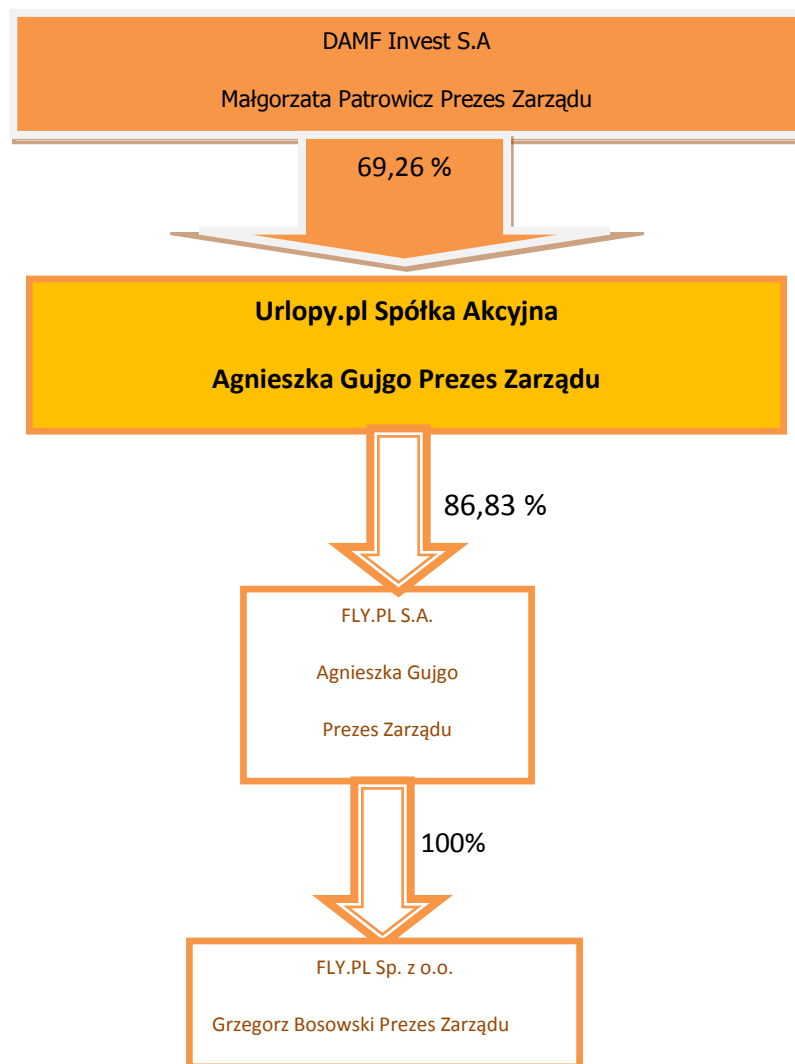 DAMF Invest S.A
Małgorzata Patrowicz Prezes Zarządu
69,26 %
Urlopy.pl Spółka Akcyjna
Agnieszka Gujgo Prezes Zarządu
86,83 %
FLY.PL S.A.
Agnieszka Gujgo
Prezes Zarządu
100%
FLY.PL Sp. z o.o.
Grzegorz Bosowski Prezes Zarządu